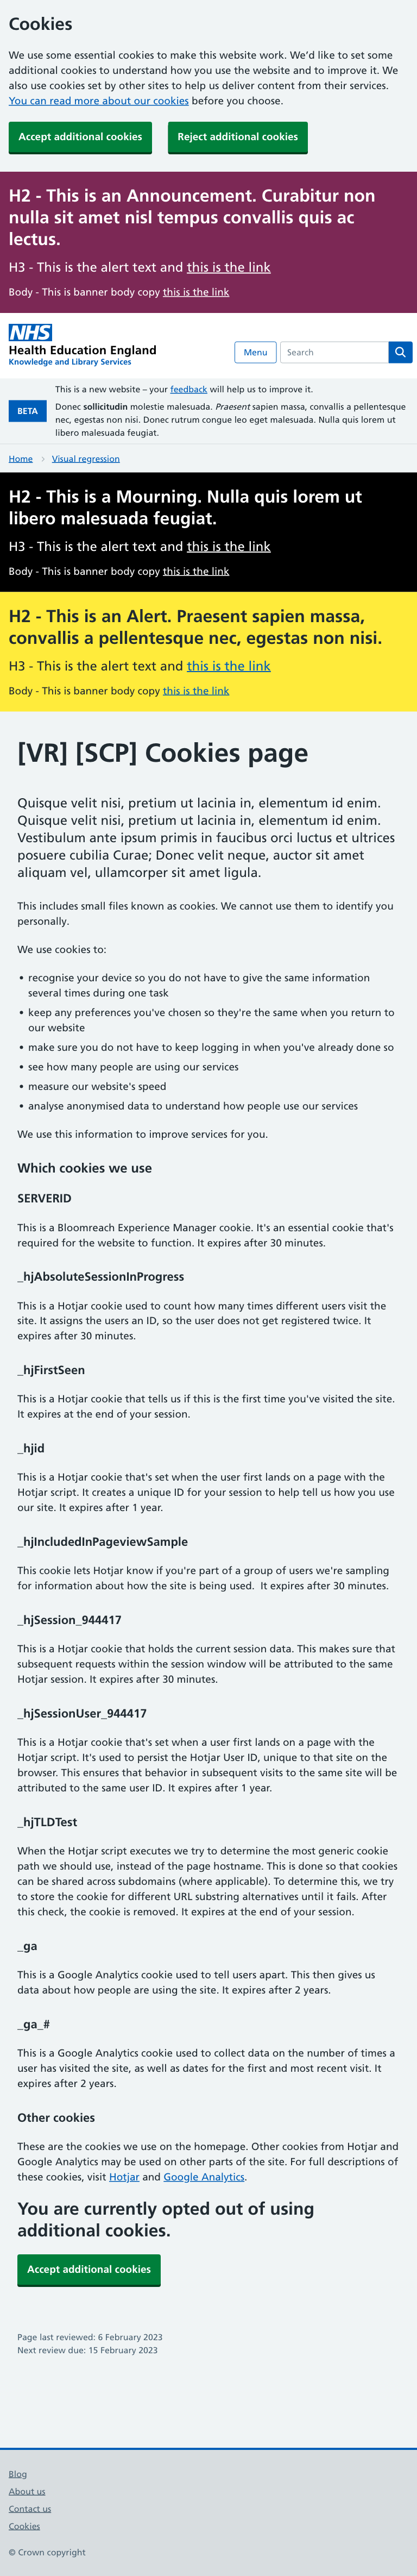 Cookies
We use some essential cookies to make this website work. We’d like to set some
additional cookies to understand how you use the website and to improve it. We
also use cookies set by other sites to help us deliver content from their services.
You can read more about our cookies before you choose.
Accept additional cookies
Reject additional cookies
H2 - This is an Announcement. Curabitur non
nulla sit amet nisl tempus convallis quis ac
lectus.
H3 - This is the alert text and this is the link
Body - This is banner body copy this is the link
NHS
Health Education England
Knowledge and Library Services
Menu
Search
BETA
This is a new website – your feedback will help us to improve it.
Donec sollicitudin molestie malesuada. Praesent sapien massa, convallis a pellentesque
nec, egestas non nisi. Donec rutrum congue leo eget malesuada. Nulla quis lorem ut
libero malesuada feugiat.
Home
Visual regression
H2 - This is a Mourning. Nulla quis lorem ut
libero malesuada feugiat.
H3 - This is the alert text and this is the link
Body - This is banner body copy this is the link
H2 - This is an Alert. Praesent sapien massa,
convallis a pellentesque nec, egestas non nisi.
H3 - This is the alert text and this is the link
Body - This is banner body copy this is the link
[VR] [SCP] Cookies page
Quisque velit nisi, pretium ut lacinia in, elementum id enim.
Quisque velit nisi, pretium ut lacinia in, elementum id enim.
Vestibulum ante ipsum primis in faucibus orci luctus et ultrices
posuere cubilia Curae; Donec velit neque, auctor sit amet
aliquam vel, ullamcorper sit amet ligula.
This includes small files known as cookies. We cannot use them to identify you
personally.
We use cookies to:
• recognise your device so you do not have to give the same information
several times during one task
• keep any preferences you've chosen so they're the same when you return to
our website
• make sure you do not have to keep logging in when you've already done so
• see how many people are using our services
• measure our website's speed
• analyse anonymised data to understand how people use our services
We use this information to improve services for you.
Which cookies we use
SERVERID
This is a Bloomreach Experience Manager cookie. It's an essential cookie that's
required for the website to function. It expires after 30 minutes.
_hjAbsoluteSessionInProgress
This is a Hotjar cookie used to count how many times different users visit the
site. It assigns the users an ID, so the user does not get registered twice. It
expires after 30 minutes.
_hjFirstSeen
This is a Hotjar cookie that tells us if this is the first time you've visited the site.
It expires at the end of your session.
_hjid
This is a Hotjar cookie that's set when the user first lands on a page with the
Hotjar script. It creates a unique ID for your session to help tell us how you use
our site. It expires after 1 year.
_hjIncludedInPageviewSample
This cookie lets Hotjar know if you're part of a group of users we're sampling
for information about how the site is being used.  It expires after 30 minutes.
_hjSession_944417
This is a Hotjar cookie that holds the current session data. This makes sure that
subsequent requests within the session window will be attributed to the same
Hotjar session. It expires after 30 minutes.
_hjSessionUser_944417
This is a Hotjar cookie that's set when a user first lands on a page with the
Hotjar script. It's used to persist the Hotjar User ID, unique to that site on the
browser. This ensures that behavior in subsequent visits to the same site will be
attributed to the same user ID. It expires after 1 year.
_hjTLDTest
When the Hotjar script executes we try to determine the most generic cookie
path we should use, instead of the page hostname. This is done so that cookies
can be shared across subdomains (where applicable). To determine this, we try
to store the cookie for different URL substring alternatives until it fails. After
this check, the cookie is removed. It expires at the end of your session.
_ga
This is a Google Analytics cookie used to tell users apart. This then gives us
data about how people are using the site. It expires after 2 years.
_ga_#
This is a Google Analytics cookie used to collect data on the number of times a
user has visited the site, as well as dates for the first and most recent visit. It
expires after 2 years.
Other cookies
These are the cookies we use on the homepage. Other cookies from Hotjar and
Google Analytics may be used on other parts of the site. For full descriptions of
these cookies, visit Hotjar and Google Analytics.
You are currently opted out of using
additional cookies.
Accept additional cookies
Page last reviewed: 6 February 2023
Next review due: 15 February 2023
Blog
About us
Contact us
Cookies
© Crown copyright